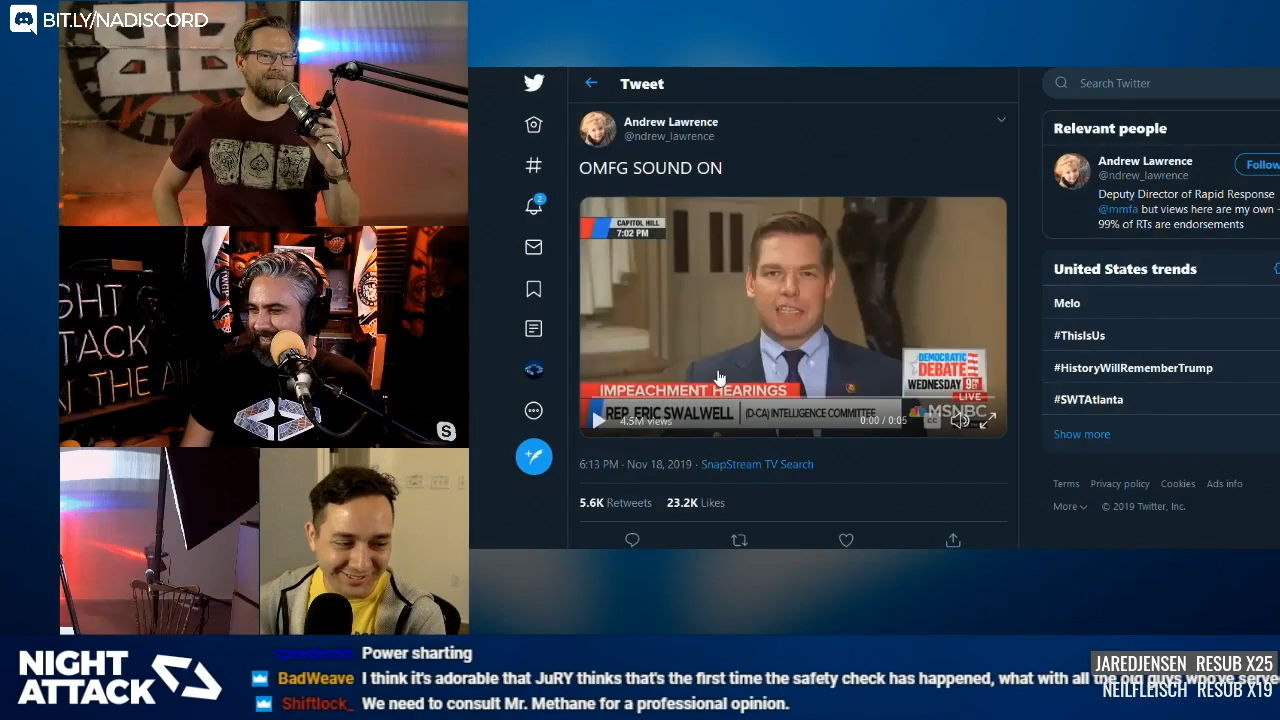 BIT.LY/NADISCORD
Tweet
Search Twitter
Andrew Lawrence
@ndrew_lawrence
OMFG SOUND ON
CAPITOL HILL
7:02 PM
DEMOCRATIC
DEBATE
WEDNESDAY 9PM
LIVE
IMPEACHMENT HEARINGS
REP. ERIC SWALWELL (D-CA) INTELLIGENCE COMMITTEE
MSNBC
4.5M views
0:00 / 0:05
6:13 PM · Nov 18, 2019 · SnapStream TV Search
5.6K Retweets 23.2K Likes
2
Relevant people
Andrew Lawrence
@ndrew_lawrence
Follow
Deputy Director of Rapid Response
@mmfa but views here are my own -
99% of RTs are endorsements
United States trends
Melo
#ThisIsUs
#HistoryWillRememberTrump
#SWTAtlanta
Show more
Terms Privacy policy Cookies Ads info
More © 2019 Twitter, Inc.
ATTACK
THE
NIGHT
ATTACK
Power sharting
BadWeave I think it's adorable that JuRY thinks that's the first time the safety check has happened, what with all the
Shiftlock_ We need to consult Mr. Methane for a professional opinion.
JAREDJENSEN RESUB X25
NEILFLEISCH RESUB X19